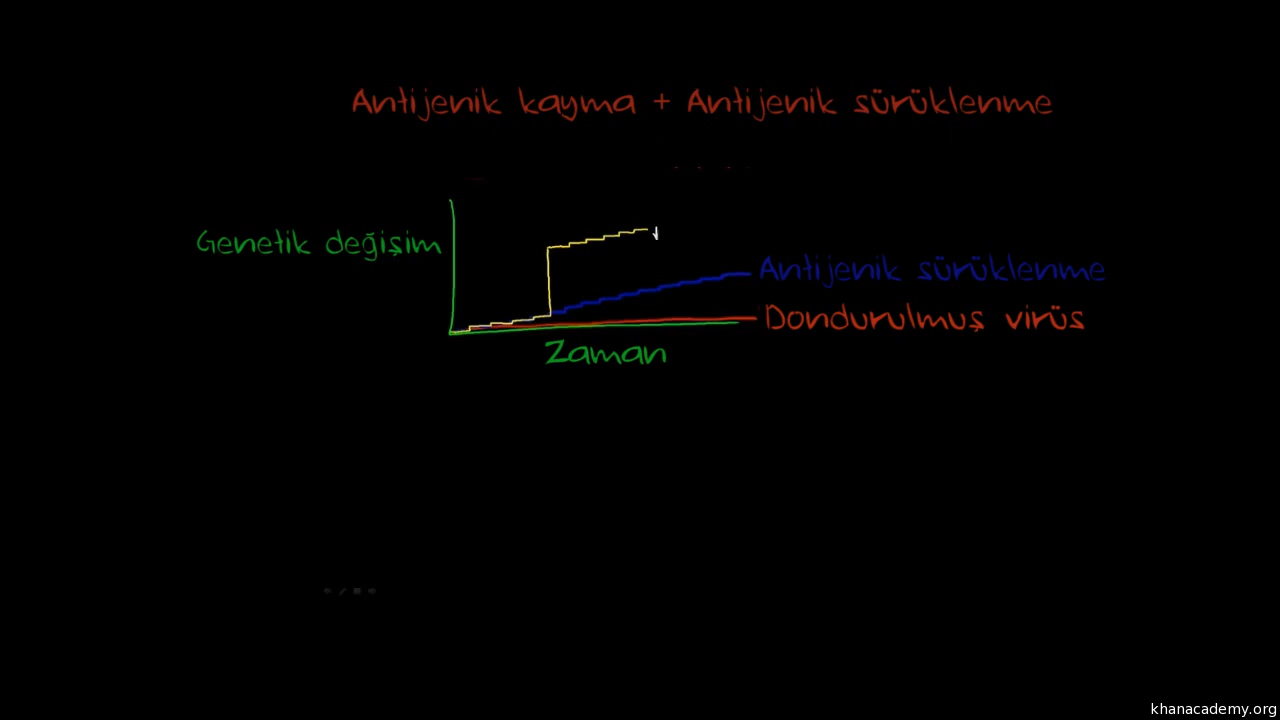 Antijenik kayma + Antijenik sürüklenme
Genetik değişim
Antijenik sürüklenme
Dondurulmuş virüs
Zaman
khanacademy.org